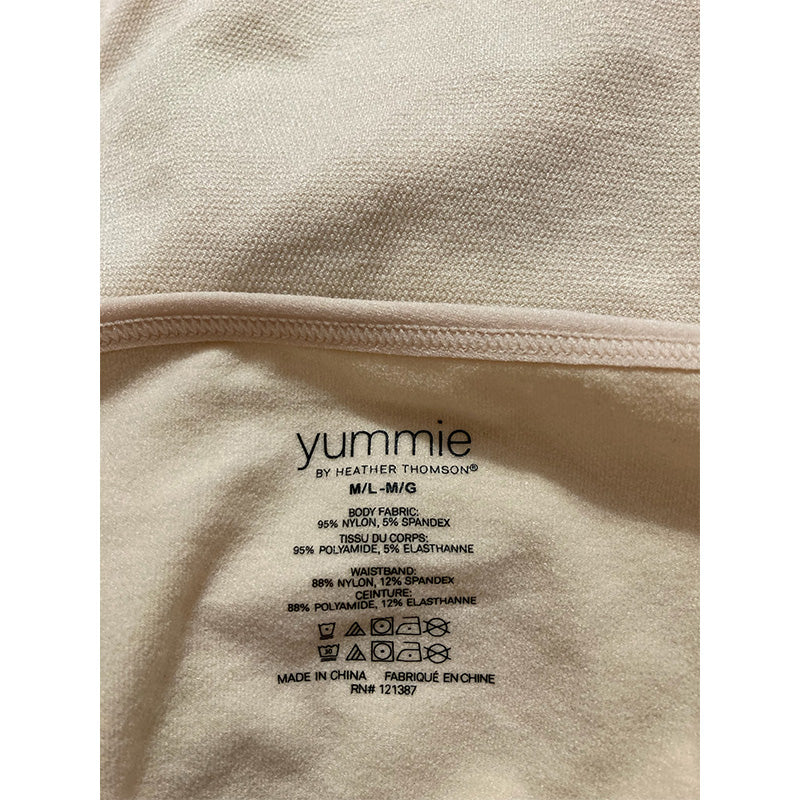 yummie
BY HEATHER THOMSON®
M/L-M/G
BODY FABRIC:
95% NYLON, 5% SPANDEX
TISSU DU CORPS:
95% POLYAMIDE, 5% ELASTHANNE
WAISTBAND:
88% NYLON, 12% SPANDEX
CEINTURE:
88% POLYAMIDE, 12% ELASTHANNE
30
MADE IN CHINA FABRIQUÉ EN CHINE
RN# 121387